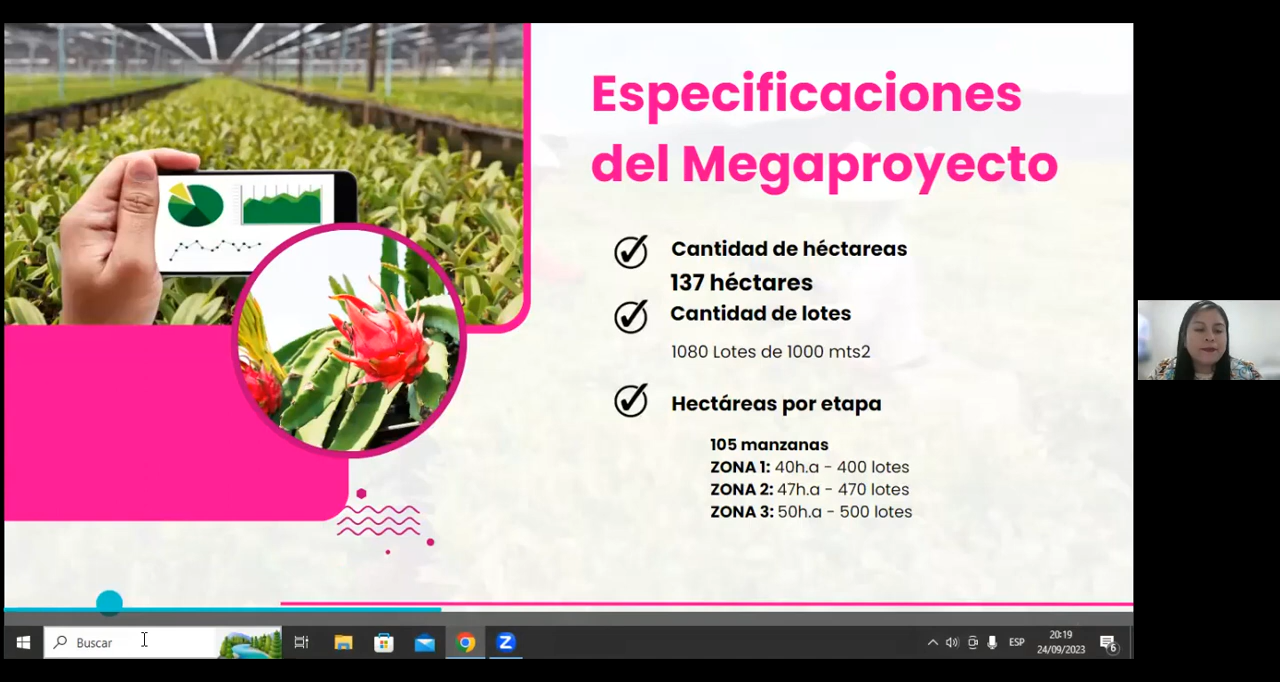 Especificaciones
del Megaproyecto
Cantidad de héctareas
137 héctares
Cantidad de lotes
1080 Lotes de 1000 mts2
Hectáreas por etapa
105 manzanas
ZONA 1: 40h.a - 400 lotes
ZONA 2: 47h.a - 470 lotes
ZONA 3: 50h.a - 500 lotes
Buscar
Z
ESP
20:19
24/09/2023
6